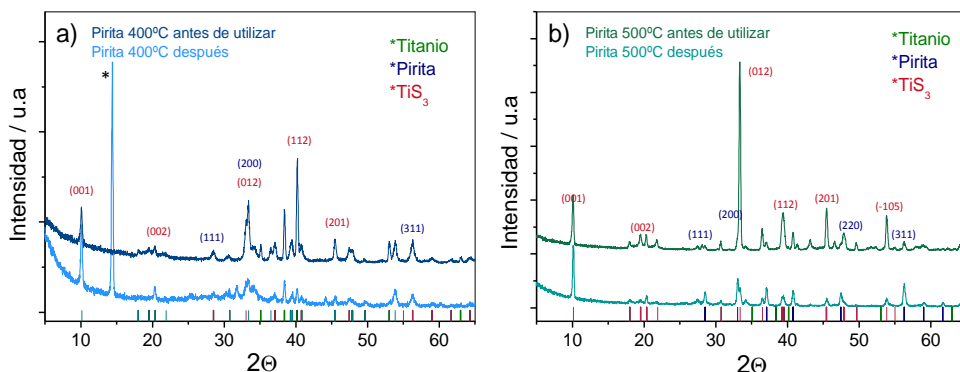 a)
Pirita 400ºC antes de utilizar
Pirita 400ºC después
*Titanio
*Pirita
*TiS3
*
(001)
(002)
(111)
(200)
(012)
(112)
(201)
(311)
Intensidad / u.a
10 20 30 40 50 60
2Θ
b)
Pirita 500ºC antes de utilizar
Pirita 500ºC después
*Titanio
*Pirita
*TiS3
(012)
(001)
(002)
(111)
(200)
(112)
(201)
(220)
(-105)
(311)
Intensidad / u.a
10 20 30 40 50 60
2Θ